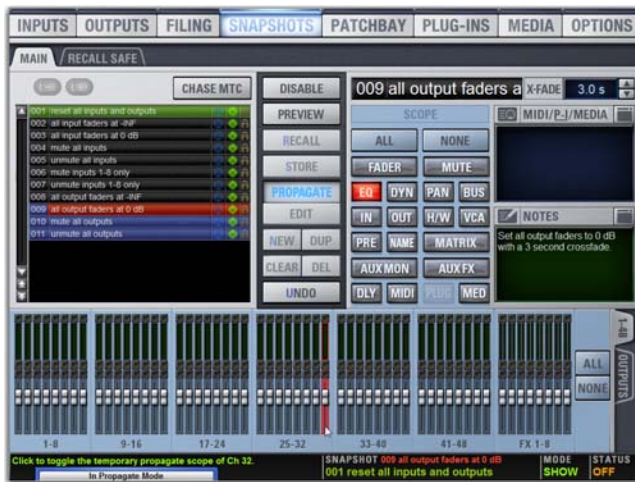 INPUTS OUTPUTS FILING SNAPSHOTS PATCHBAY PLUG-INS MEDIA OPTIONS
MAIN RECALL SAFE
CHASE MTC
001 reset all inputs and outputs
002 all input faders at -INF
003 all input faders at 0 dB
004 mute all inputs
005 unmute all inputs
006 mute inputs 1-8 only
007 unmute inputs 1-8 only
008 all output faders at -INF
009 all output faders at 0 dB
010 mute all outputs
011 unmute all outputs
DISABLE
PREVIEW
RECALL
STORE
PROPAGATE
EDIT
NEW DUP
CLEAR DEL
UNDO
009 all output faders a X-FADE 3.0 s
SCOPE
ALL NONE
FADER MUTE
EQ DYN PAN BUS
IN OUT H/W VCA
PRE NAME MATRIX
AUX MON AUX FX
DLY MIDI PLUG MED
MIDI/P-I/MEDIA
NOTES
Set all output faders to 0 dB
with a 3 second crossfade.
1-8 9-16 17-24 25-32 33-40 41-48 FX 1-8
ALL
NONE
1-48
OUTPUTS
Click to toggle the temporary propagate scope of Ch 32.
In Propagate Mode
SNAPSHOT 009 all output faders at 0 dB
001 reset all inputs and outputs
MODE
SHOW
STATUS
OFF